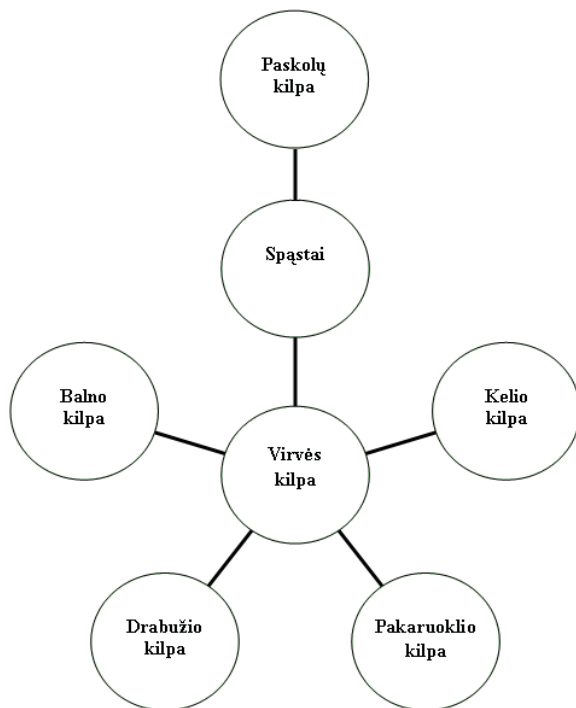 Paskolų
kilpa
Spąstai
Balno
kilpa
Kelio
kilpa
Virvės
kilpa
Drabužio
kilpa
Pakaruoklio
kilpa